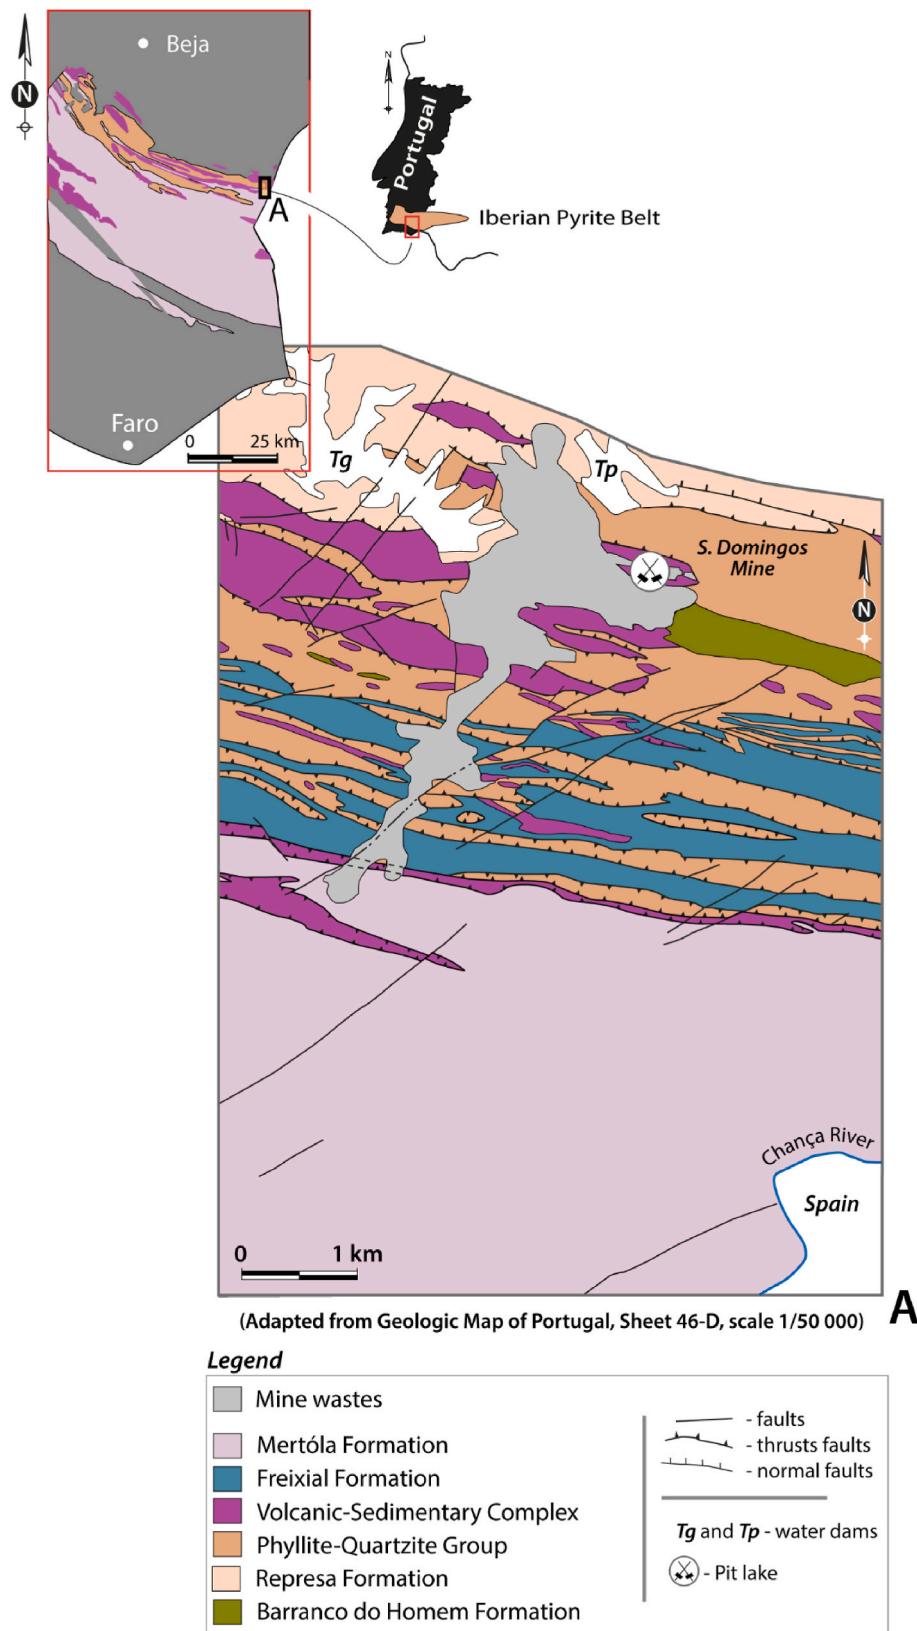 N
Beja
A
0 25 km
Faro
N
Portugal
Iberian Pyrite Belt
Tg
Tp
S. Domingos
Mine
N
Chança River
Spain
0 1 km
(Adapted from Geologic Map of Portugal, Sheet 46-D, scale 1/50 000)
A
Legend
Mine wastes
Mertóla Formation
Freixial Formation
Volcanic-Sedimentary Complex
Phyllite-Quartzite Group
Represa Formation
Barranco do Homem Formation
- faults
- thrusts faults
- normal faults
Tg and Tp - water dams
- Pit lake